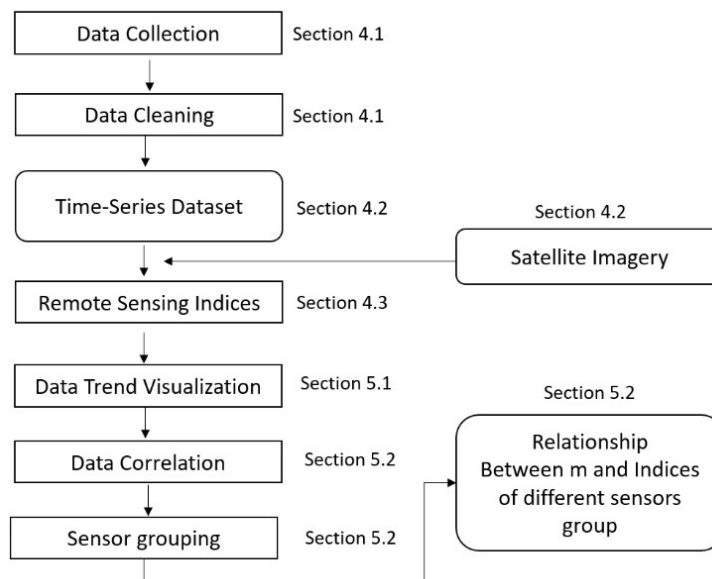 Data Collection
Section 4.1
Data Cleaning
Section 4.1
Time-Series Dataset
Section 4.2
Section 4.2
Satellite Imagery
Remote Sensing Indices
Section 4.3
Data Trend Visualization
Section 5.1
Data Correlation
Section 5.2
Sensor grouping
Section 5.2
Section 5.2
Relationship
Between m and Indices
of different sensors
group